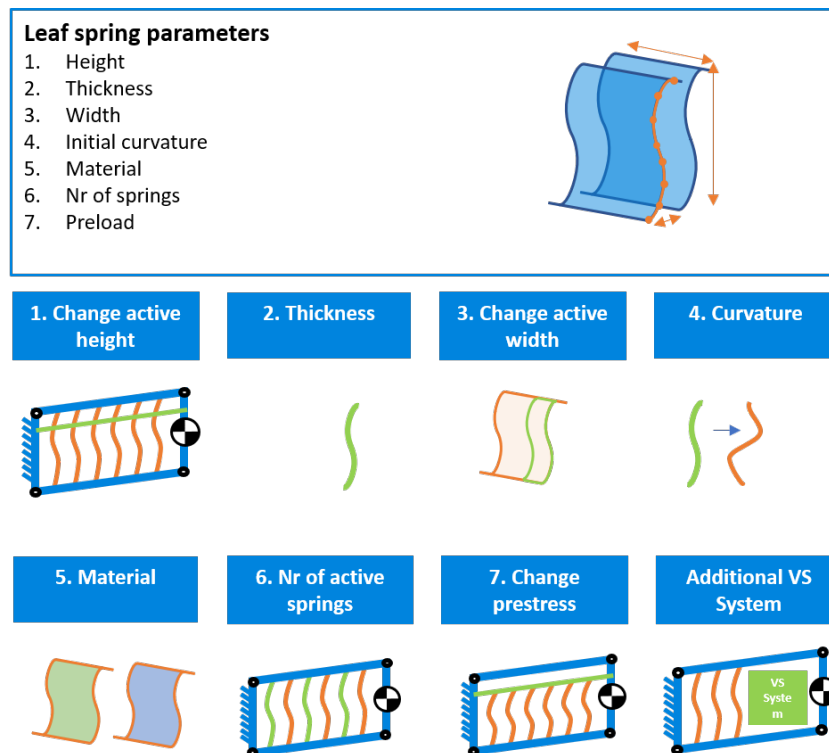 Leaf spring parameters
1. Height
2. Thickness
3. Width
4. Initial curvature
5. Material
6. Nr of springs
7. Preload
1. Change active
height
2. Thickness
3. Change active
width
4. Curvature
5. Material
6. Nr of active
springs
7. Change
prestress
Additional VS
System
VS
Syste
m